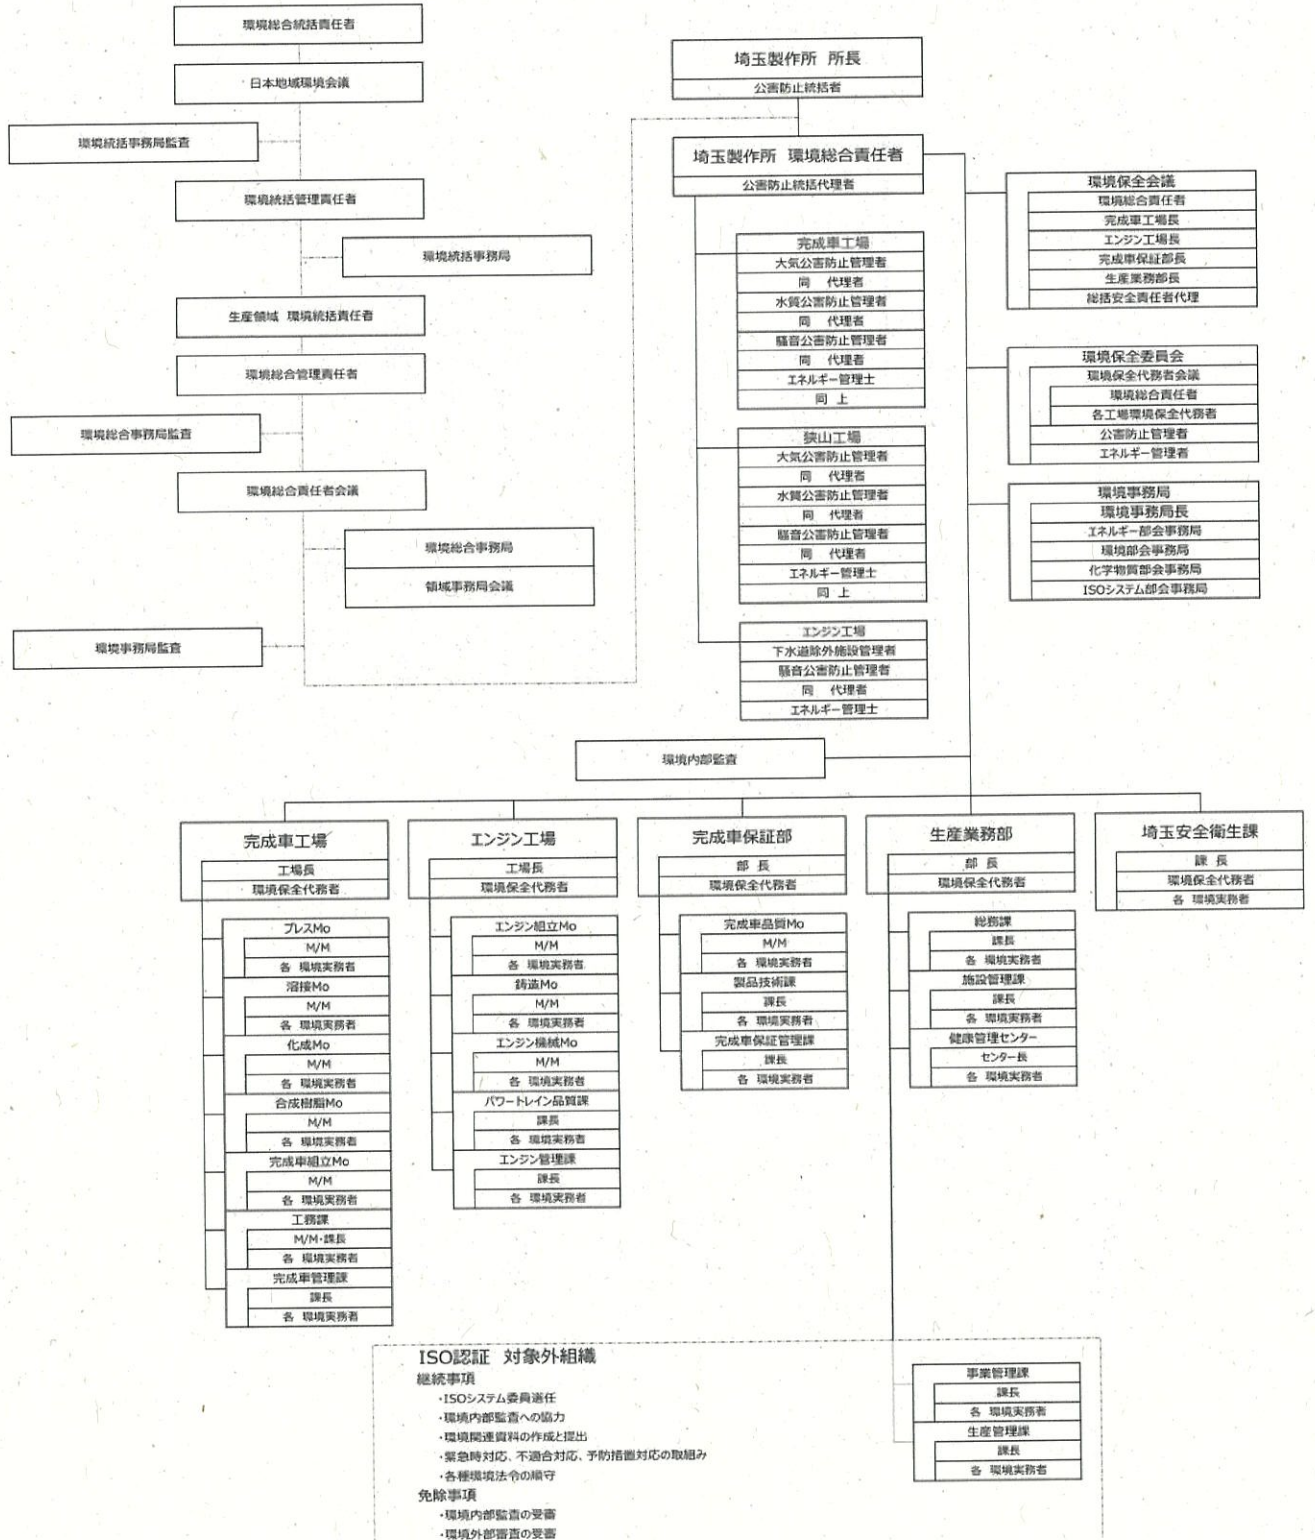 環境総合統括責任者
日本地域環境会議
環境統括事務局監査
環境統括管理責任者
環境統括事務局
生産領域 環境統括責任者
環境総合管理責任者
環境総合事務局監査
環境総合責任者会議
環境総合事務局
領域事務局会議
環境事務局監査
埼玉製作所 所長
公害防止統括者
埼玉製作所 環境総合責任者
公害防止統括代理者
完成車工場
大気公害防止管理者
同 代理者
水質公害防止管理者
同 代理者
騒音公害防止管理者
同 代理者
エネルギー管理士
同 上
狭山工場
大気公害防止管理者
同 代理者
水質公害防止管理者
同 代理者
騒音公害防止管理者
同 代理者
エネルギー管理士
同 上
エンジン工場
下水道除外施設管理者
騒音公害防止管理者
同 代理者
エネルギー管理士
環境保全会議
環境総合責任者
完成車工場長
エンジン工場長
完成車保証部長
生産業務部長
総括安全責任者代理
環境保全委員会
環境保全代務者会議
環境総合責任者
各工場環境保全代務者
公害防止管理者
エネルギー管理者
環境事務局
環境事務局長
エネルギー部会事務局
環境部会事務局
化学物質部会事務局
ISOシステム部会事務局
環境内部監査
完成車工場
工場長
環境保全代務者
プレスMo
M/M
各 環境実務者
溶接Mo
M/M
各 環境実務者
化成Mo
M/M
各 環境実務者
合成樹脂Mo
M/M
各 環境実務者
完成車組立Mo
M/M
各 環境実務者
工務課
M/M・課長
各 環境実務者
完成車管理課
課長
各 環境実務者
エンジン工場
工場長
環境保全代務者
エンジン組立Mo
M/M
各 環境実務者
鋳造Mo
M/M
各 環境実務者
エンジン機械Mo
M/M
各 環境実務者
パワートレイン品質課
課長
各 環境実務者
エンジン管理課
課長
各 環境実務者
完成車保証部
部 長
環境保全代務者
完成車品質Mo
M/M
各 環境実務者
製品技術課
課長
各 環境実務者
完成車保証管理課
課長
各 環境実務者
生産業務部
部 長
環境保全代務者
総務課
課長
各 環境実務者
施設管理課
課長
各 環境実務者
健康管理センター
センター長
各 環境実務者
埼玉安全衛生課
課 長
環境保全代務者
各 環境実務者
ISO認証 対象外組織
継続事項
・ISOシステム委員選任
・環境内部監査への協力
・環境関連資料の作成と提出
・緊急時対応、不適合対応、予防措置対応の取組み
・各種環境法令の順守
免除事項
・環境内部監査の受審
・環境外部審査の受審
事業管理課
課長
各 環境実務者
生産管理課
課長
各 環境実務者